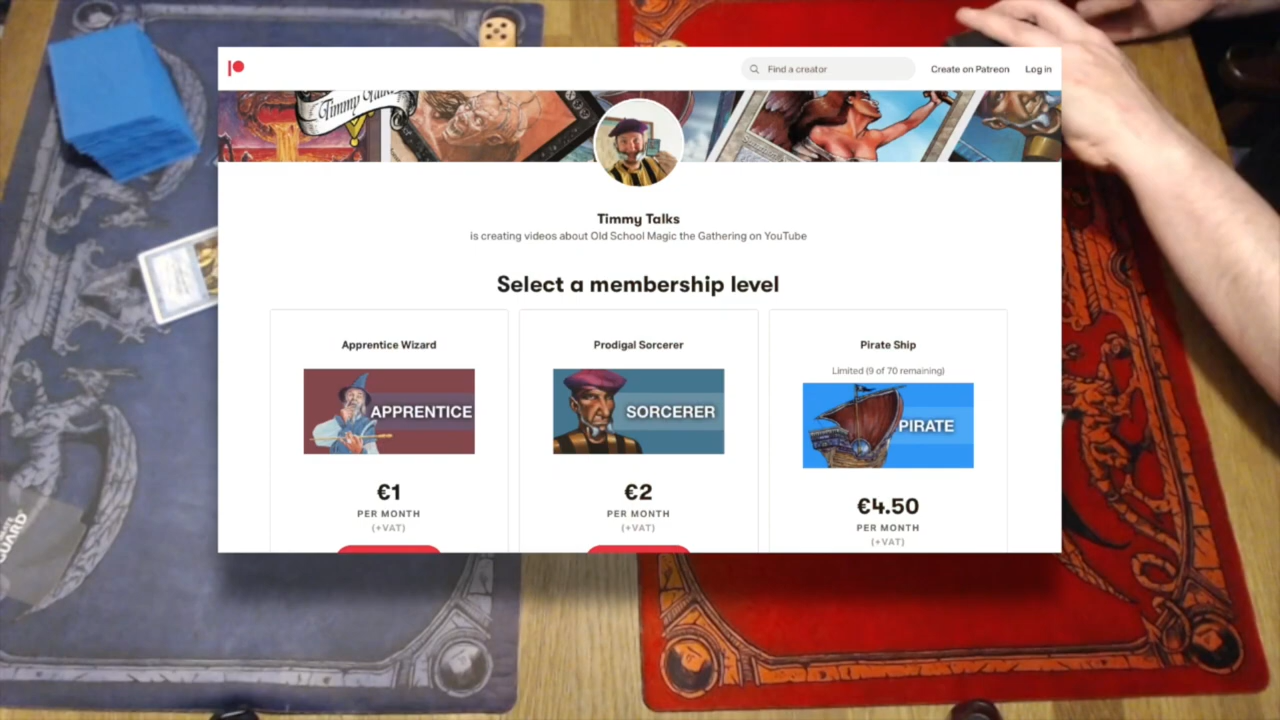 Find a creator
Create on Patreon
Log in
Timmy Talks
Timmy Talks
is creating videos about Old School Magic the Gathering on YouTube
Select a membership level
Apprentice Wizard
Prodigal Sorcerer
Pirate Ship
Limited (9 of 70 remaining)
APPRENTICE
SORCERER
PIRATE
€1
€2
€4.50
PER MONTH
PER MONTH
PER MONTH
(+VAT)
(+VAT)
(+VAT)
GUARD